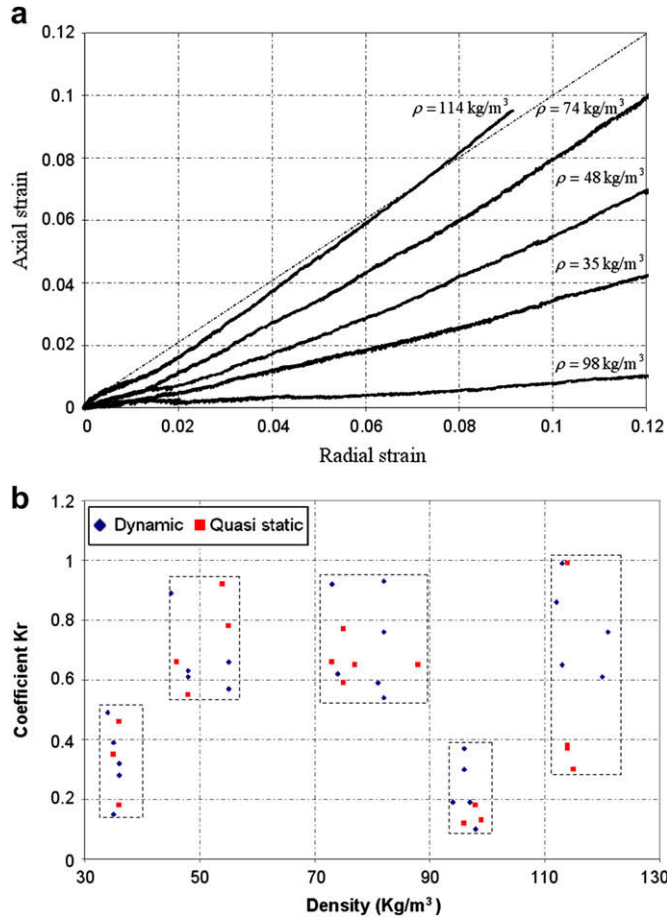 a
0.12
0.1
0.08
0.06
0.04
0.02
0
Axial strain
ρ = 114 kg/m³
ρ = 74 kg/m³
ρ = 48 kg/m³
ρ = 35 kg/m³
ρ = 98 kg/m³
0 0.02 0.04 0.06 0.08 0.1 0.12
Radial strain
b
1.2
1
0.8
0.6
0.4
0.2
0
Coefficient Kr
Dynamic Quasi static
30 50 70 90 110 130
Density (Kg/m³)